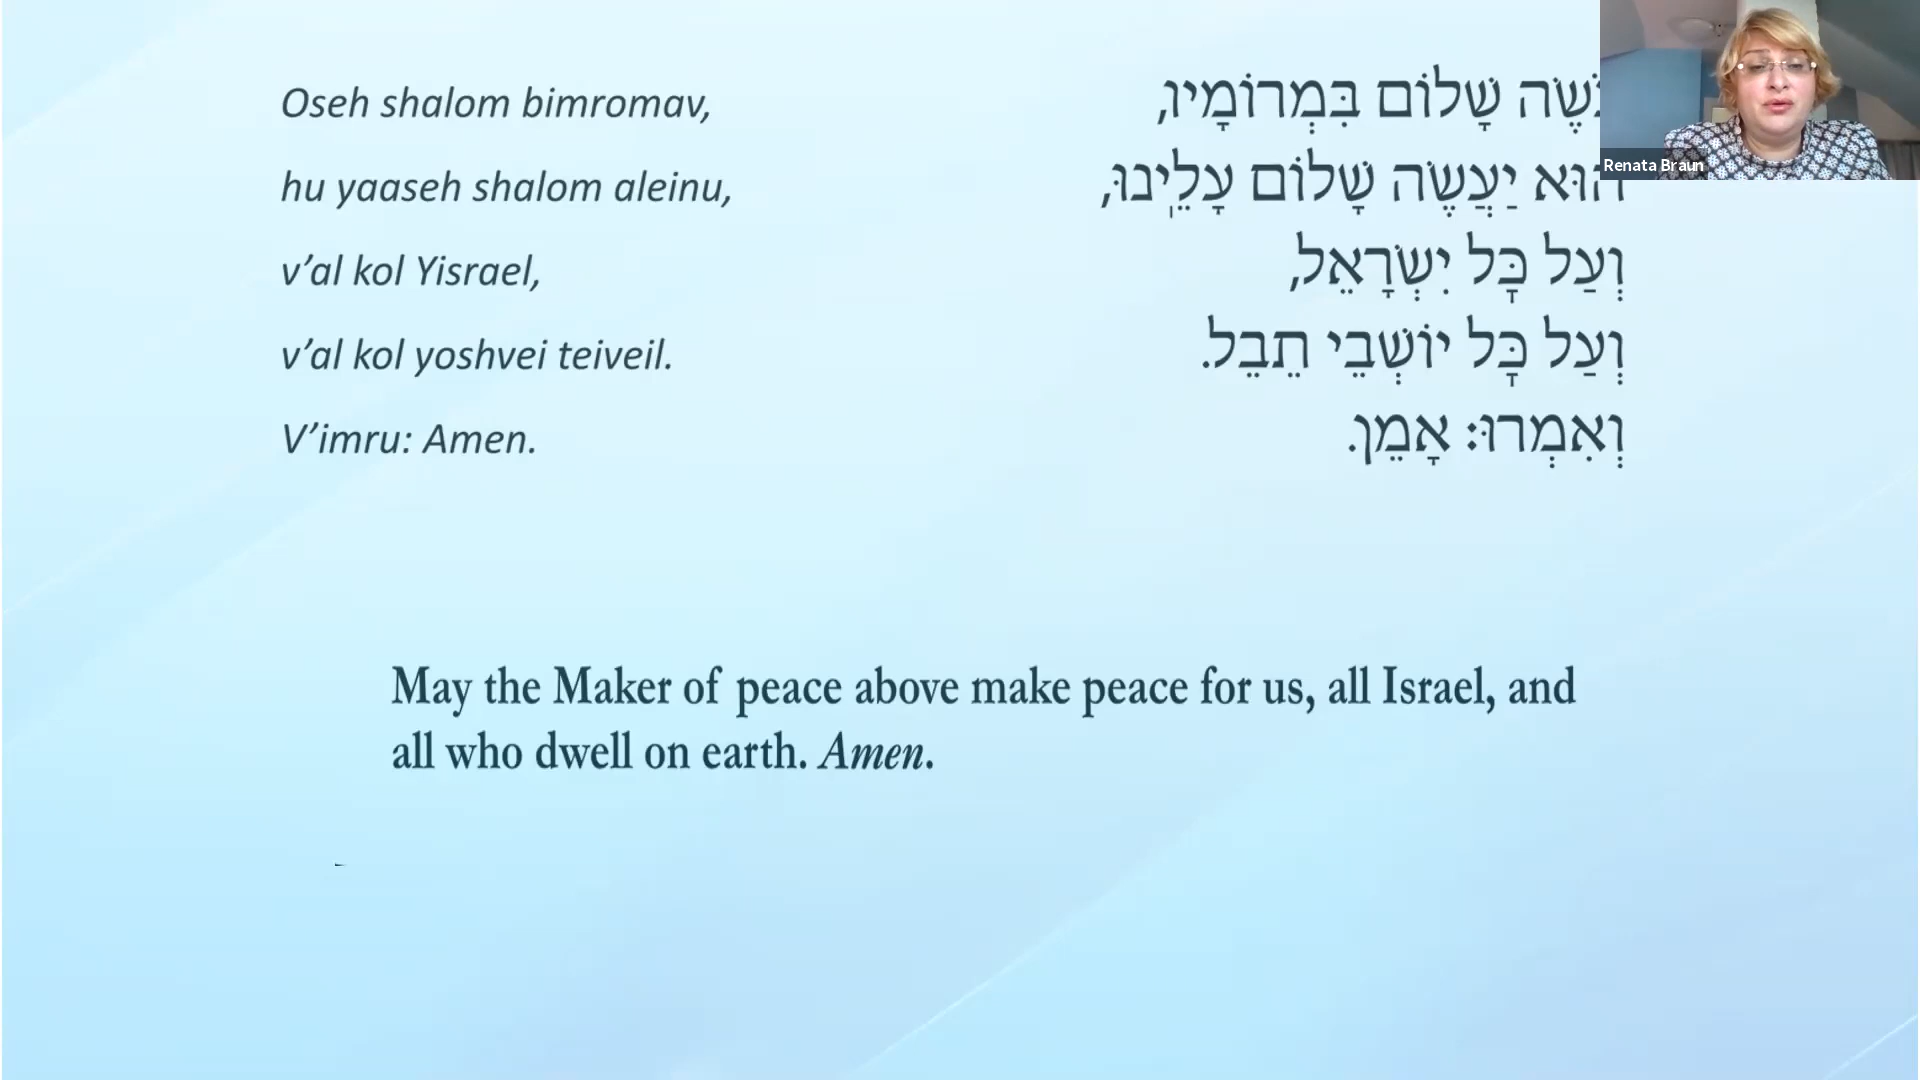 Oseh shalom bimromav,
hu yaaseh shalom aleinu,
v’al kol Yisrael,
v’al kol yoshvei teiveil.
V’imru: Amen.
שָׁלוֹם בִּמְרוֹמָיו,
הוּא יַעֲשֶׂה שָׁלוֹם עָלֵֽינוּ,
וְעַל כׇּל יִשְׂרָאֵל,
וְעַל כׇּל יוֹשְׁבֵי תֵבֵל.
וְאִמְרוּ: אָמֵן.
Renata Braun
May the Maker of peace above make peace for us, all Israel, and
all who dwell on earth. Amen.